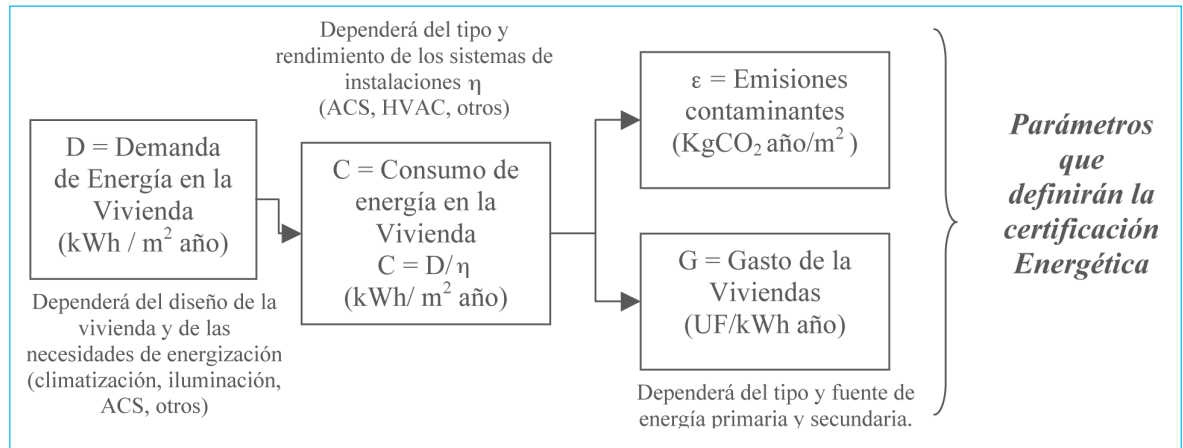 Dependerá del tipo y
rendimiento de los sistemas de
instalaciones η
(ACS, HVAC, otros)
D = Demanda
de Energía en la
Vivienda
(kWh / m² año)
Dependerá del diseño de la
vivienda y de las
necesidades de energización
(climatización, iluminación,
ACS, otros)
C = Consumo de
energía en la
Vivienda
C = D/η
(kWh/ m² año)
ε = Emisiones
contaminantes
(KgCO₂ año/m² )
G = Gasto de la
Viviendas
(UF/kWh año)
Dependerá del tipo y fuente de
energía primaria y secundaria.
Parámetros
que
definirán la
certificación
Energética